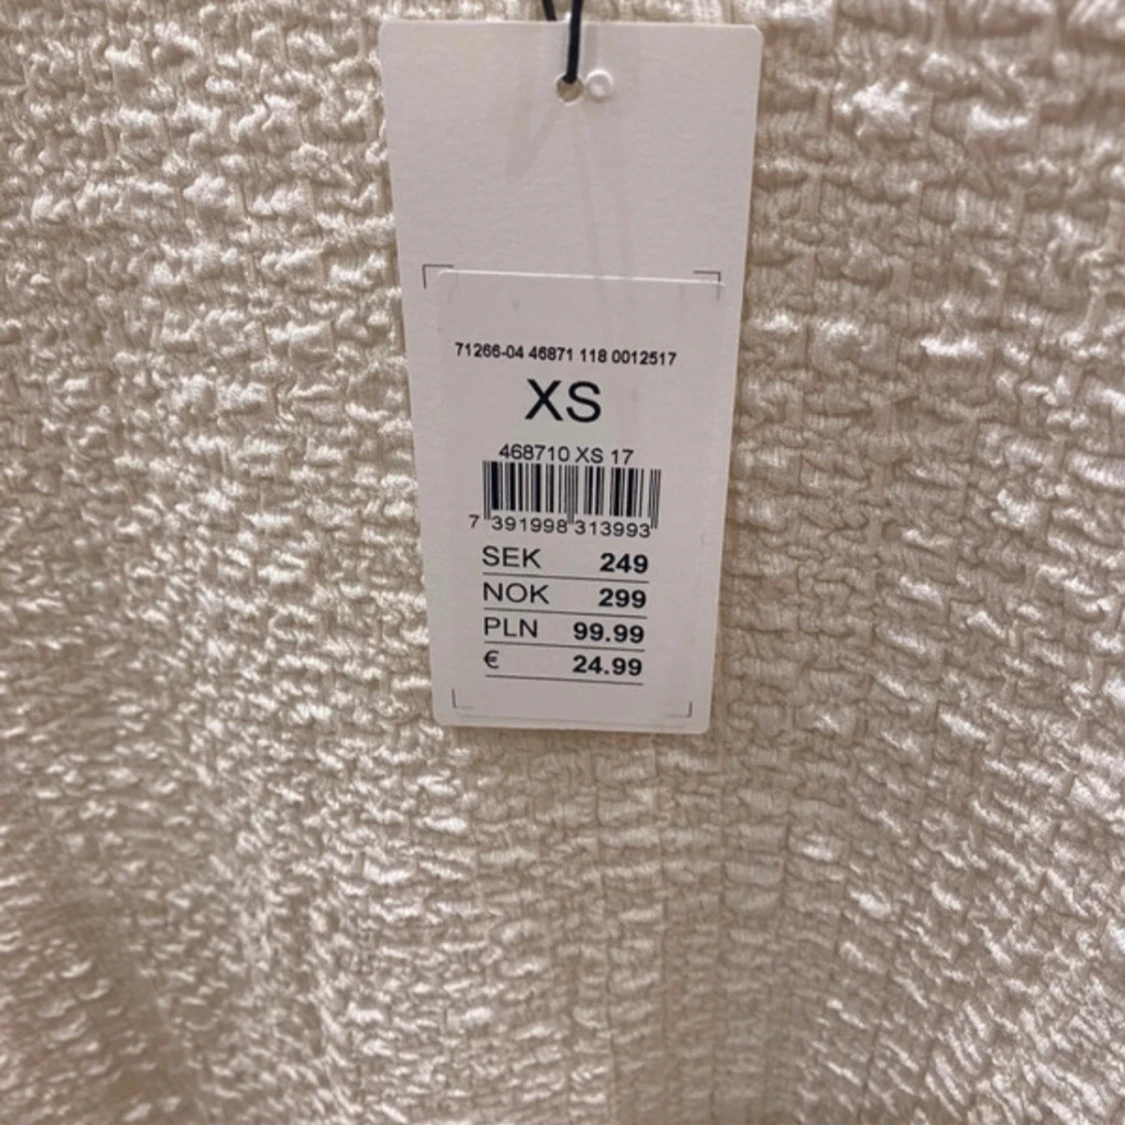 71266-04 46871 118 0012517
XS
468710 XS 17
7 391998 313993
SEK 249
NOK 299
PLN 99.99
€ 24.99